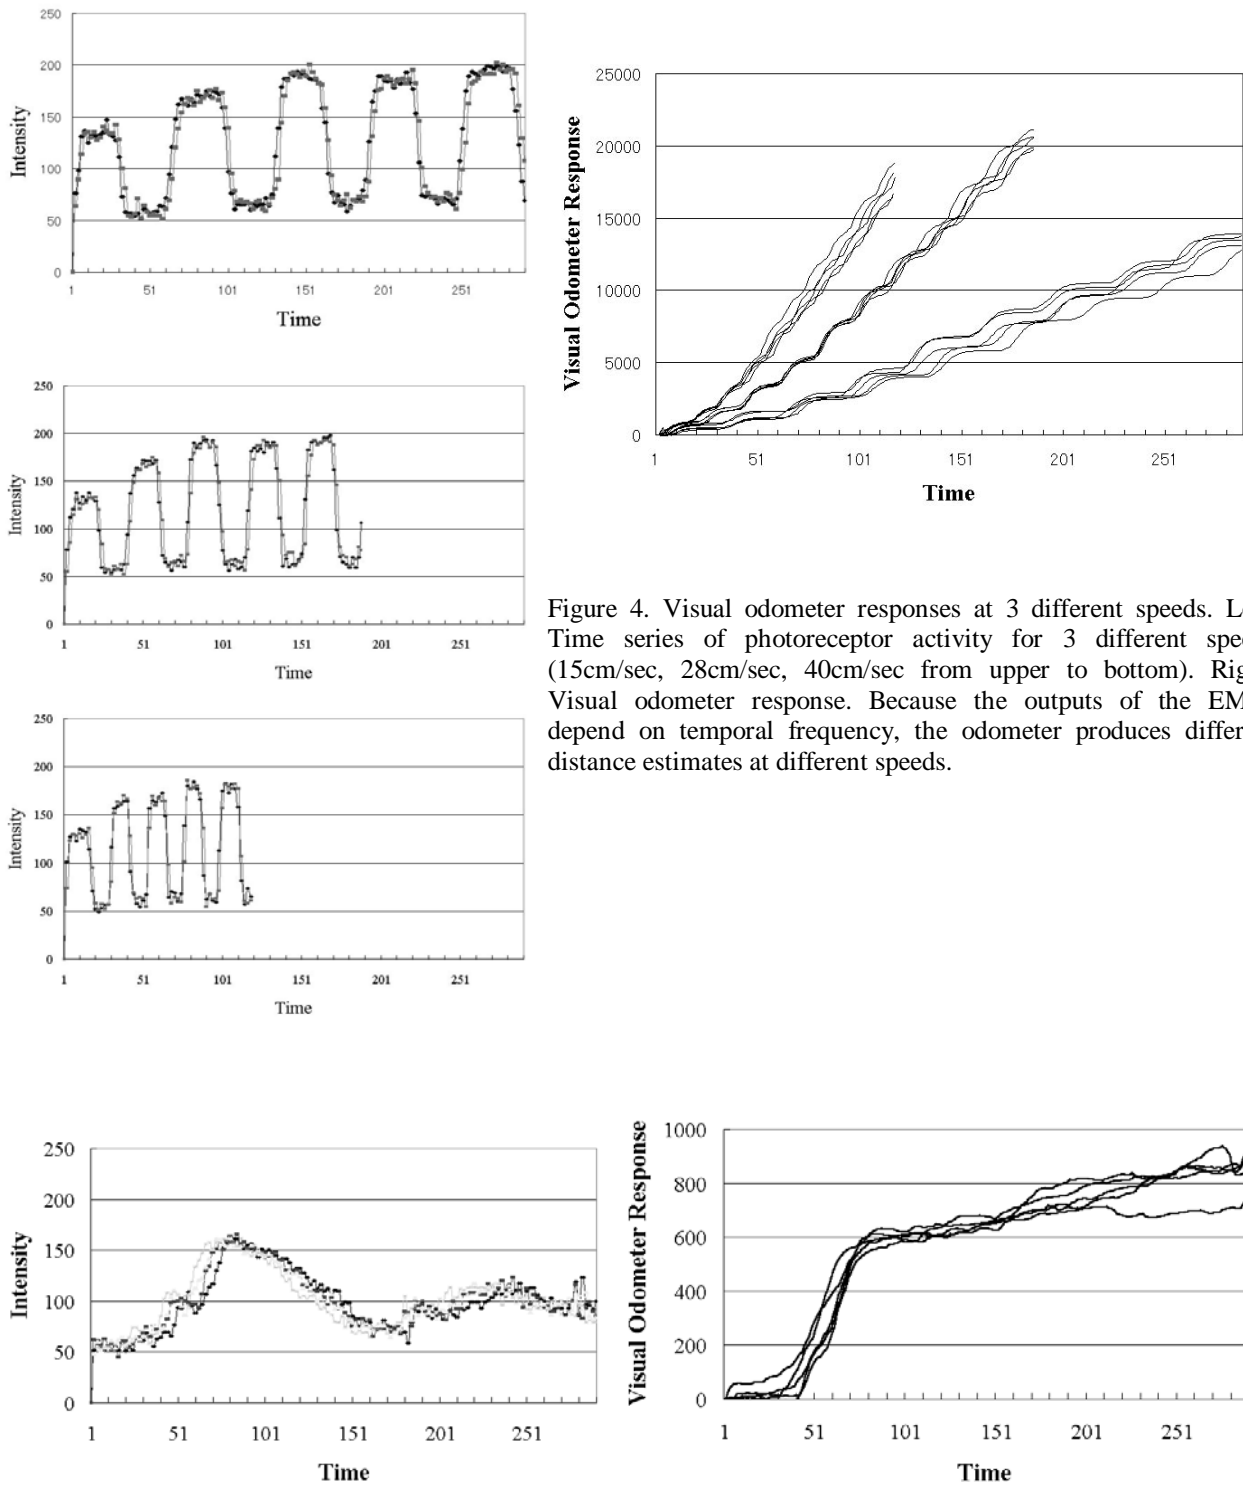 250
200
150
100
50
0
Intensity
1 51 101 151 201 251
Time
25000
20000
15000
10000
5000
0
Visual Odometer Response
1 51 101 151 201 251
Time
250
200
150
100
50
0
Intensity
1 51 101 151 201 251
Time
Figure 4. Visual odometer responses at 3 different speeds.
Time series of photoreceptor activity for 3 different
(15cm/sec, 28cm/sec, 40cm/sec from upper to bottom).
Visual odometer response. Because the outputs of the
depend on temporal frequency, the odometer produces
distance estimates at different speeds.
250
200
150
100
50
0
Intensity
1 51 101 151 201 251
Time
250
200
150
100
50
0
Intensity
1 51 101 151 201 251
Time
1000
800
600
400
200
0
Visual Odometer Response
1 51 101 151 201 251
Time